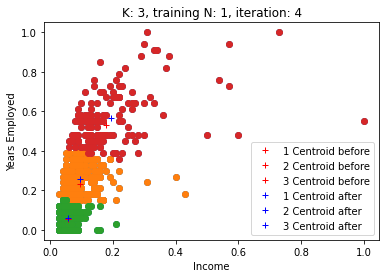 K: 3, training N: 1, iteration: 4
1.0
0.8
0.6
0.4
0.2
0.0
Years Employed
1 Centroid before
2 Centroid before
3 Centroid before
1 Centroid after
2 Centroid after
3 Centroid after
0.0 0.2 0.4 0.6 0.8 1.0
Income